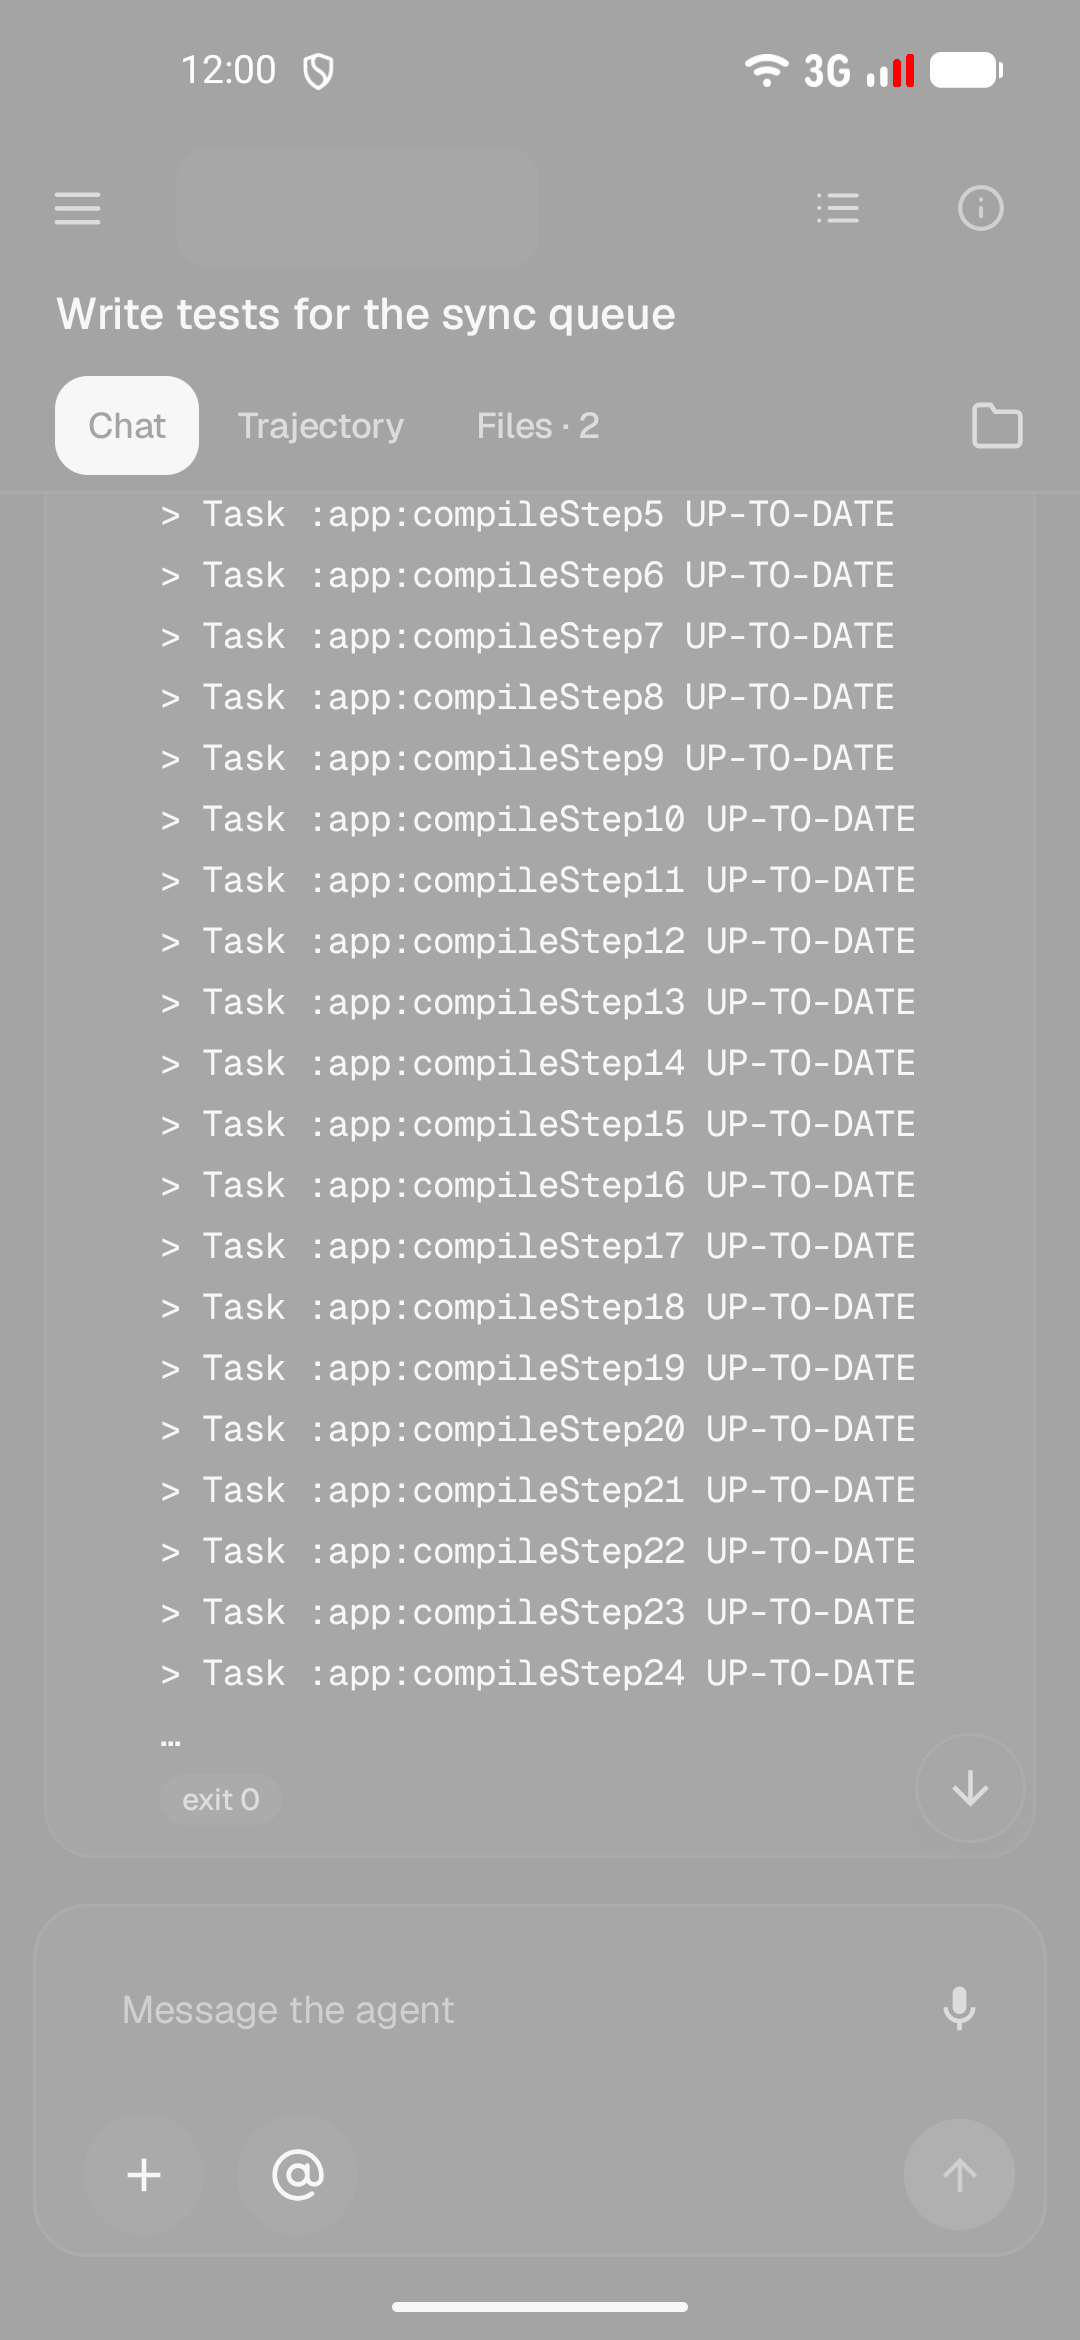 12:00
3G
Write tests for the sync queue
Chat
Trajectory
Files · 2
> Task :app:compileStep5 UP-TO-DATE
> Task :app:compileStep6 UP-TO-DATE
> Task :app:compileStep7 UP-TO-DATE
> Task :app:compileStep8 UP-TO-DATE
> Task :app:compileStep9 UP-TO-DATE
> Task :app:compileStep10 UP-TO-DATE
> Task :app:compileStep11 UP-TO-DATE
> Task :app:compileStep12 UP-TO-DATE
> Task :app:compileStep13 UP-TO-DATE
> Task :app:compileStep14 UP-TO-DATE
> Task :app:compileStep15 UP-TO-DATE
> Task :app:compileStep16 UP-TO-DATE
> Task :app:compileStep17 UP-TO-DATE
> Task :app:compileStep18 UP-TO-DATE
> Task :app:compileStep19 UP-TO-DATE
> Task :app:compileStep20 UP-TO-DATE
> Task :app:compileStep21 UP-TO-DATE
> Task :app:compileStep22 UP-TO-DATE
> Task :app:compileStep23 UP-TO-DATE
> Task :app:compileStep24 UP-TO-DATE
…
exit 0
Message the agent